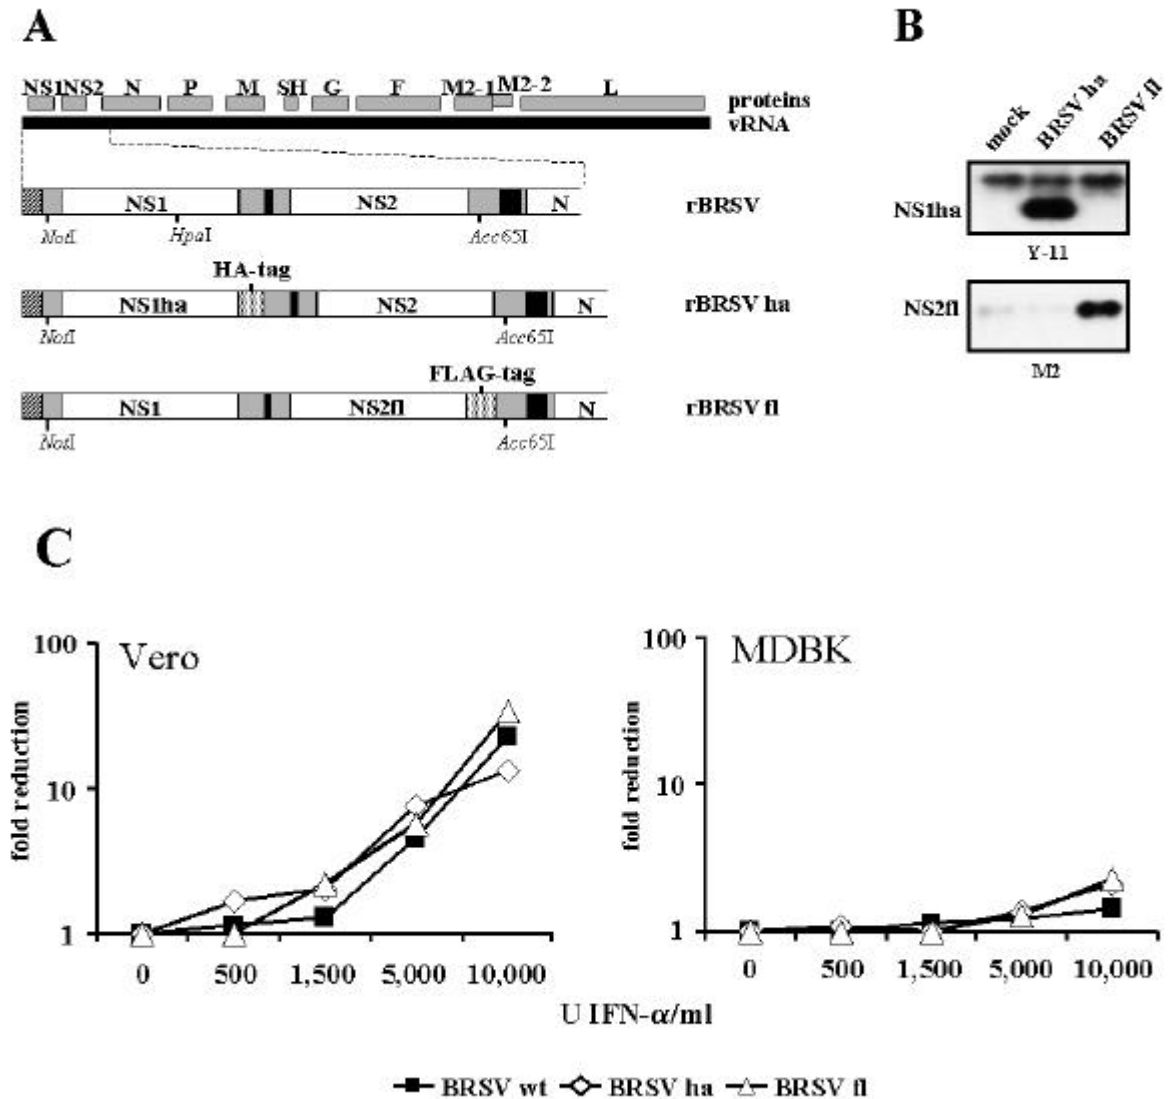 A
B
NS1 NS2 N P M SH G F M2-1 M2-2 L
proteins
vRNA
NS1 NS2 N
rBRSV
NotI HpaI Acc65I
HA-tag
NS1ha NS2 N
rBRSV ha
NotI Acc65I
FLAG-tag
NS1 NS2fl N
rBRSV fl
NotI Acc65I
mock BRSV ha BRSV fl
NS1ha
Y-11
NS2fl
M2
C
Vero
100
10
1
fold reduction
0 500 1,500 5,000 10,000
MDBK
100
10
1
fold reduction
0 500 1,500 5,000 10,000
U IFN-α/ml
BRSV wt BRSV ha BRSV fl